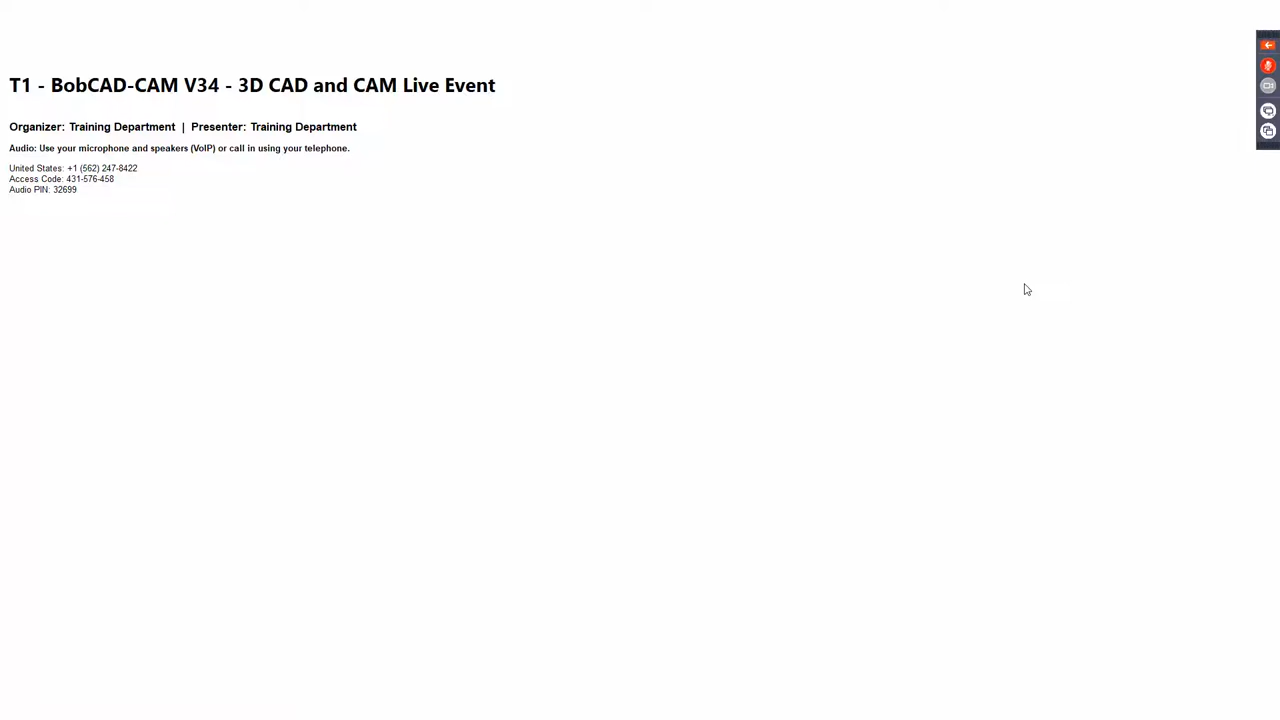 T1 - BobCAD-CAM V34 - 3D CAD and CAM Live Event
Organizer: Training Department | Presenter: Training Department
Audio: Use your microphone and speakers (VoIP) or call in using your telephone.
United States: +1 (562) 247-8422
Access Code: 431-576-458
Audio PIN: 32699